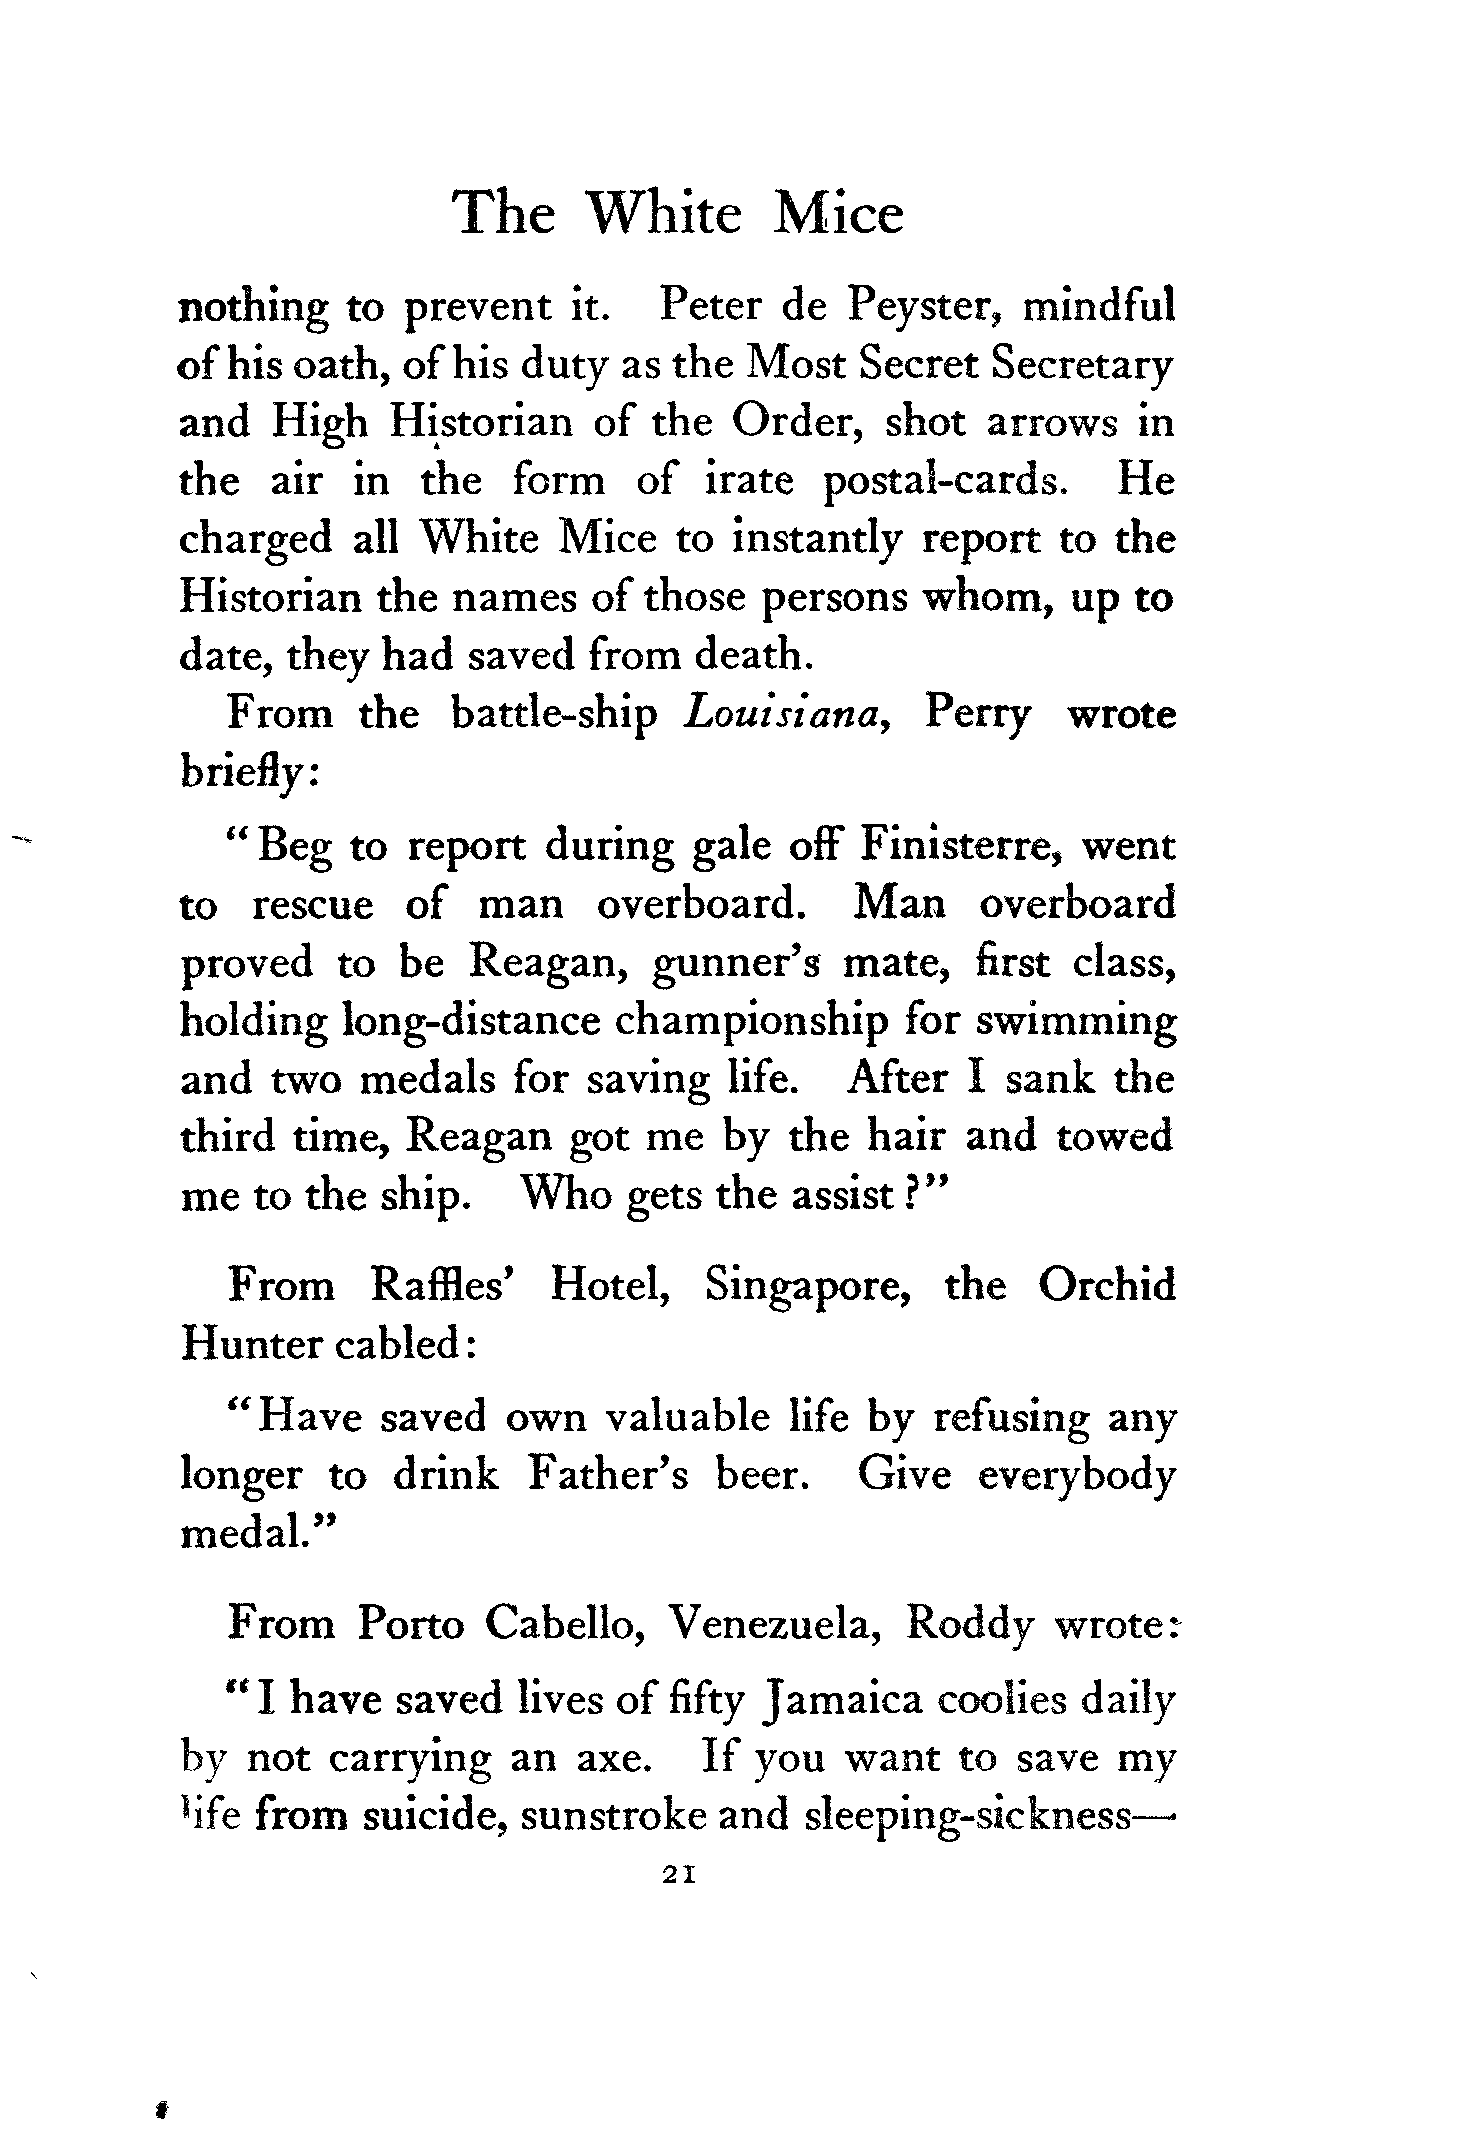 The White Mice
nothing to prevent it. Peter de Peyster, mindful
of his oath, of his duty as the Most Secret Secretary
and High Historian of the Order, shot arrows in
the air in the form of irate postal-cards. He
charged all White Mice to instantly report to the
Historian the names of those persons whom, up to
date, they had saved from death.
From the battle-ship Louisiana, Perry wrote
briefly:
“Beg to report during gale off Finisterre, went
to rescue of man overboard. Man overboard
proved to be Reagan, gunner’s mate, first class,
holding long-distance championship for swimming
and two medals for saving life. After I sank the
third time, Reagan got me by the hair and towed
me to the ship. Who gets the assist?”
From Raffles’ Hotel, Singapore, the Orchid
Hunter cabled:
“Have saved own valuable life by refusing any
longer to drink Father’s beer. Give everybody
medal.”
From Porto Cabello, Venezuela, Roddy wrote:
“I have saved lives of fifty Jamaica coolies daily
by not carrying an axe. If you want to save my
life from suicide, sunstroke and sleeping-sickness—
21